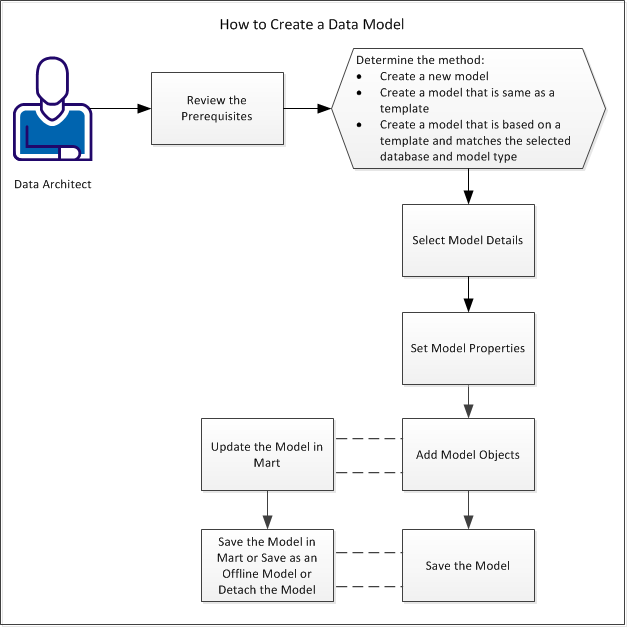 How to Create a Data Model
Data Architect
Review the
Prerequisites
Determine the method:
• Create a new model
• Create a model that is same as a
template
• Create a model that is based on a
template and matches the selected
database and model type
Select Model Details
Set Model Properties
Update the Model in
Mart
Add Model Objects
Save the Model in
Mart or Save as an
Offline Model or
Detach the Model
Save the Model